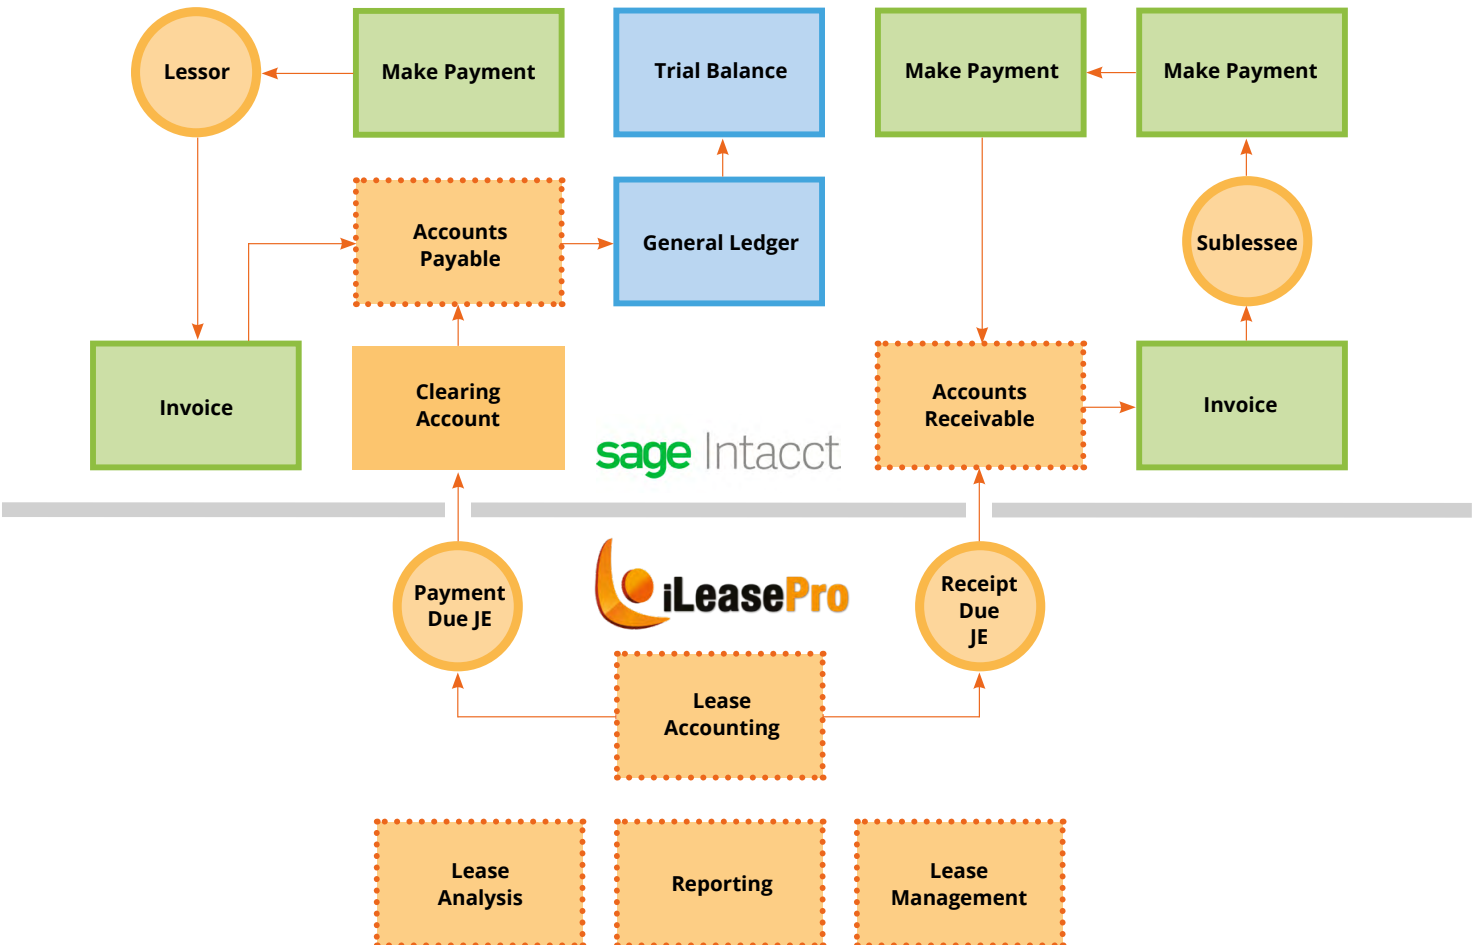 Lessor
Make Payment
Trial Balance
Make Payment
Make Payment
Accounts
Payable
General Ledger
Sublessee
Invoice
Clearing
Account
sage Intacct
Accounts
Receivable
Invoice
Payment
Due JE
iLeasePro
Receipt
Due
JE
Lease
Accounting
Lease
Analysis
Reporting
Lease
Management